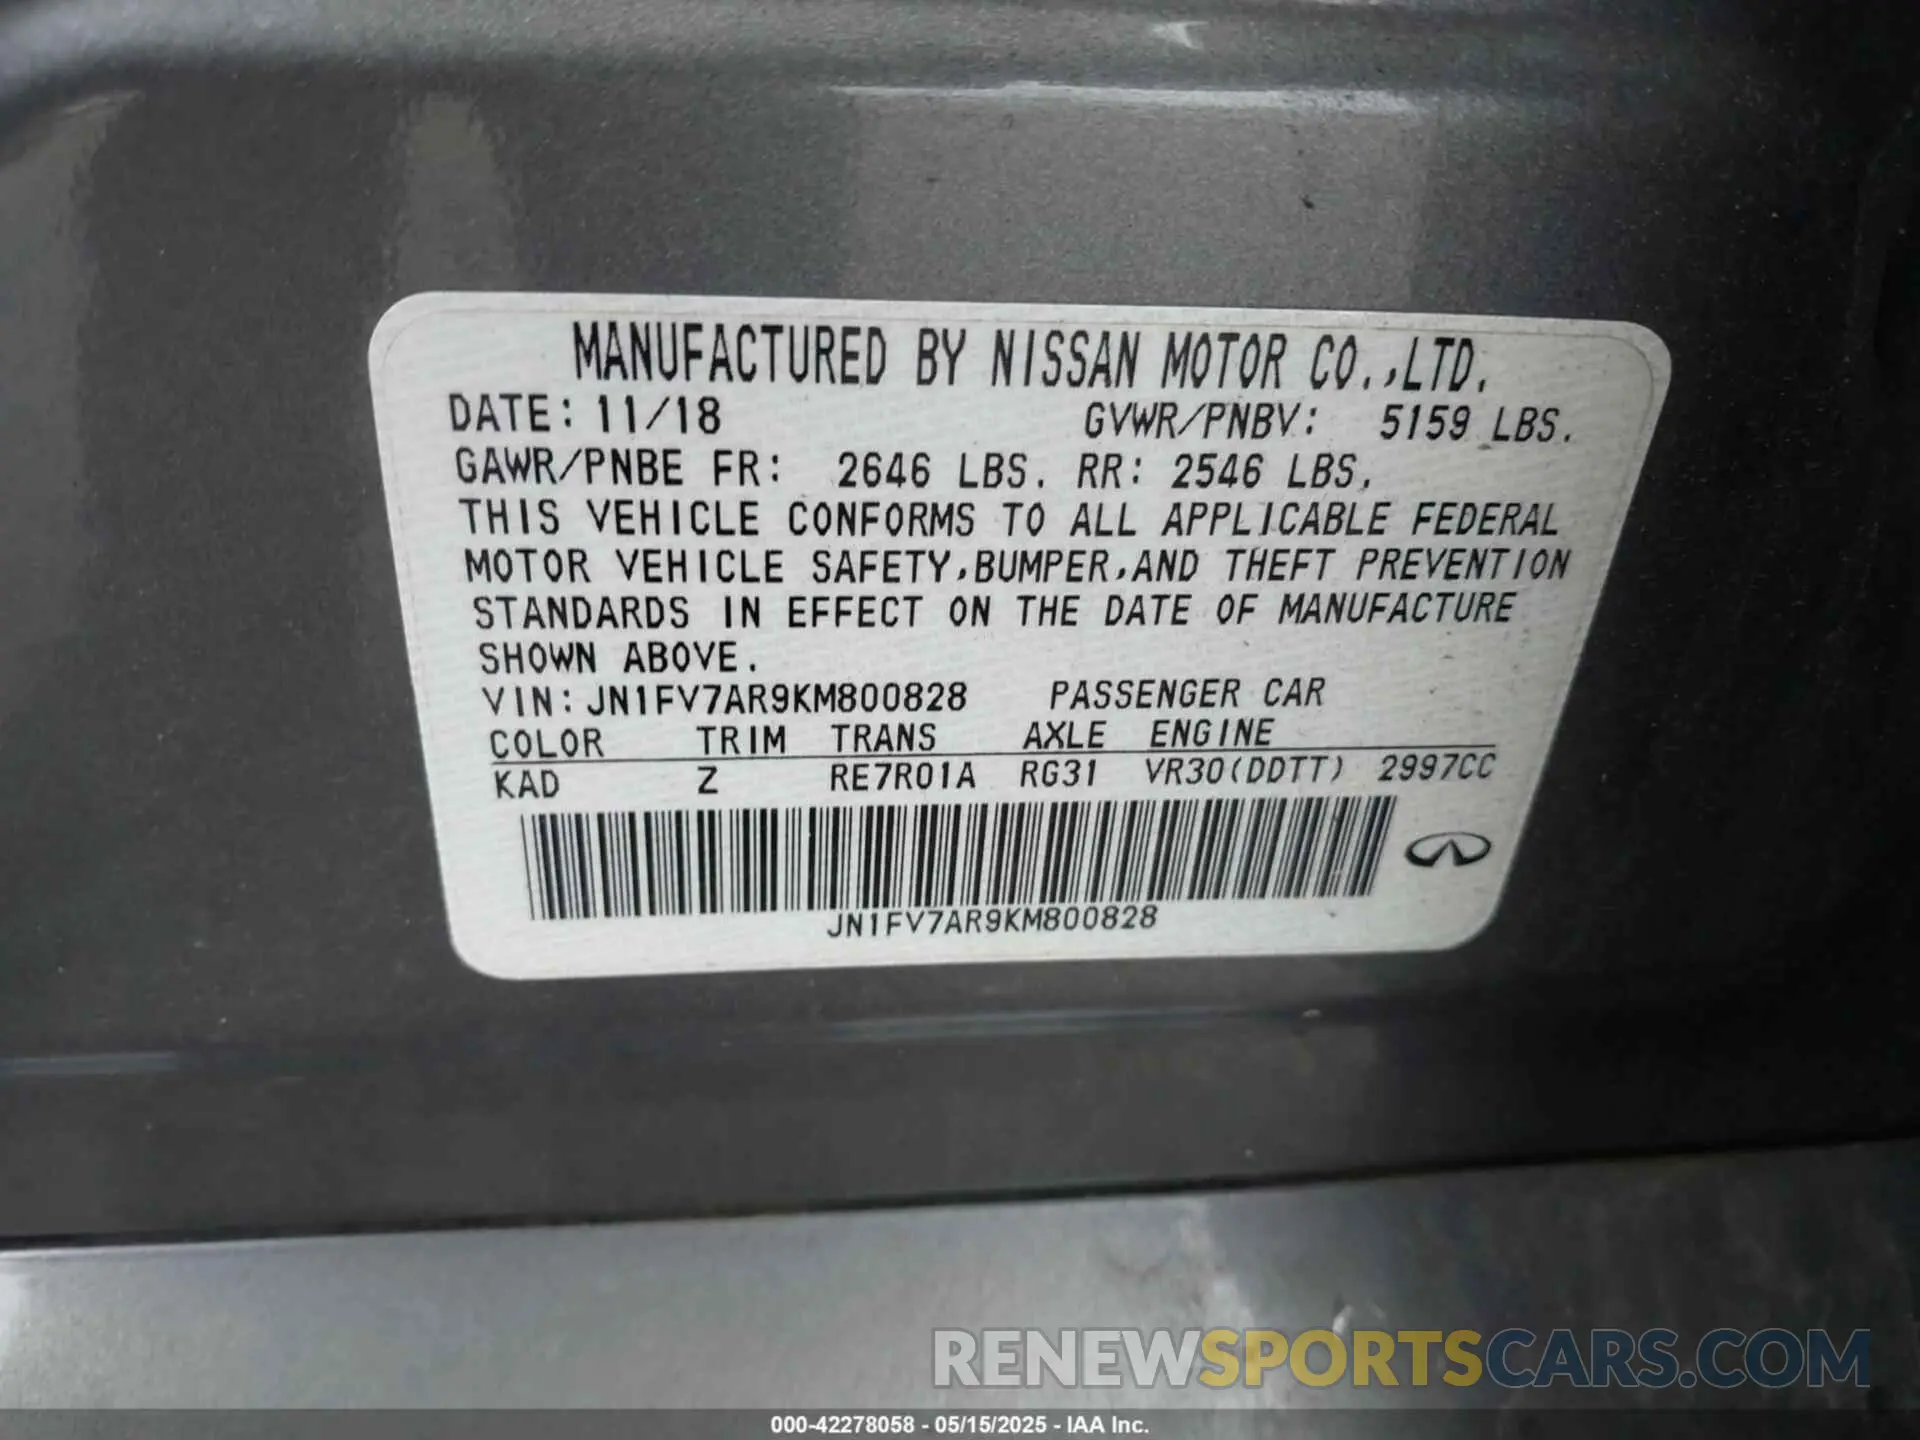 MANUFACTURED BY NISSAN MOTOR CO.,LTD.
DATE: 11/18 GVWR/PNBV: 5159 LBS.
GAWR/PNBE FR: 2646 LBS. RR: 2546 LBS.
THIS VEHICLE CONFORMS TO ALL APPLICABLE FEDERAL
MOTOR VEHICLE SAFETY,BUMPER,AND THEFT PREVENTION
STANDARDS IN EFFECT ON THE DATE OF MANUFACTURE
SHOWN ABOVE.
VIN: JN1FV7AR9KM800828 PASSENGER CAR
COLOR TRIM TRANS AXLE ENGINE
KAD Z RE7R01A RG31 VR30(DDTT) 2997CC
JN1FV7AR9KM800828
RENEWSPORTSCARS.COM
000-42278058 - 05/15/2025 - IAA Inc.